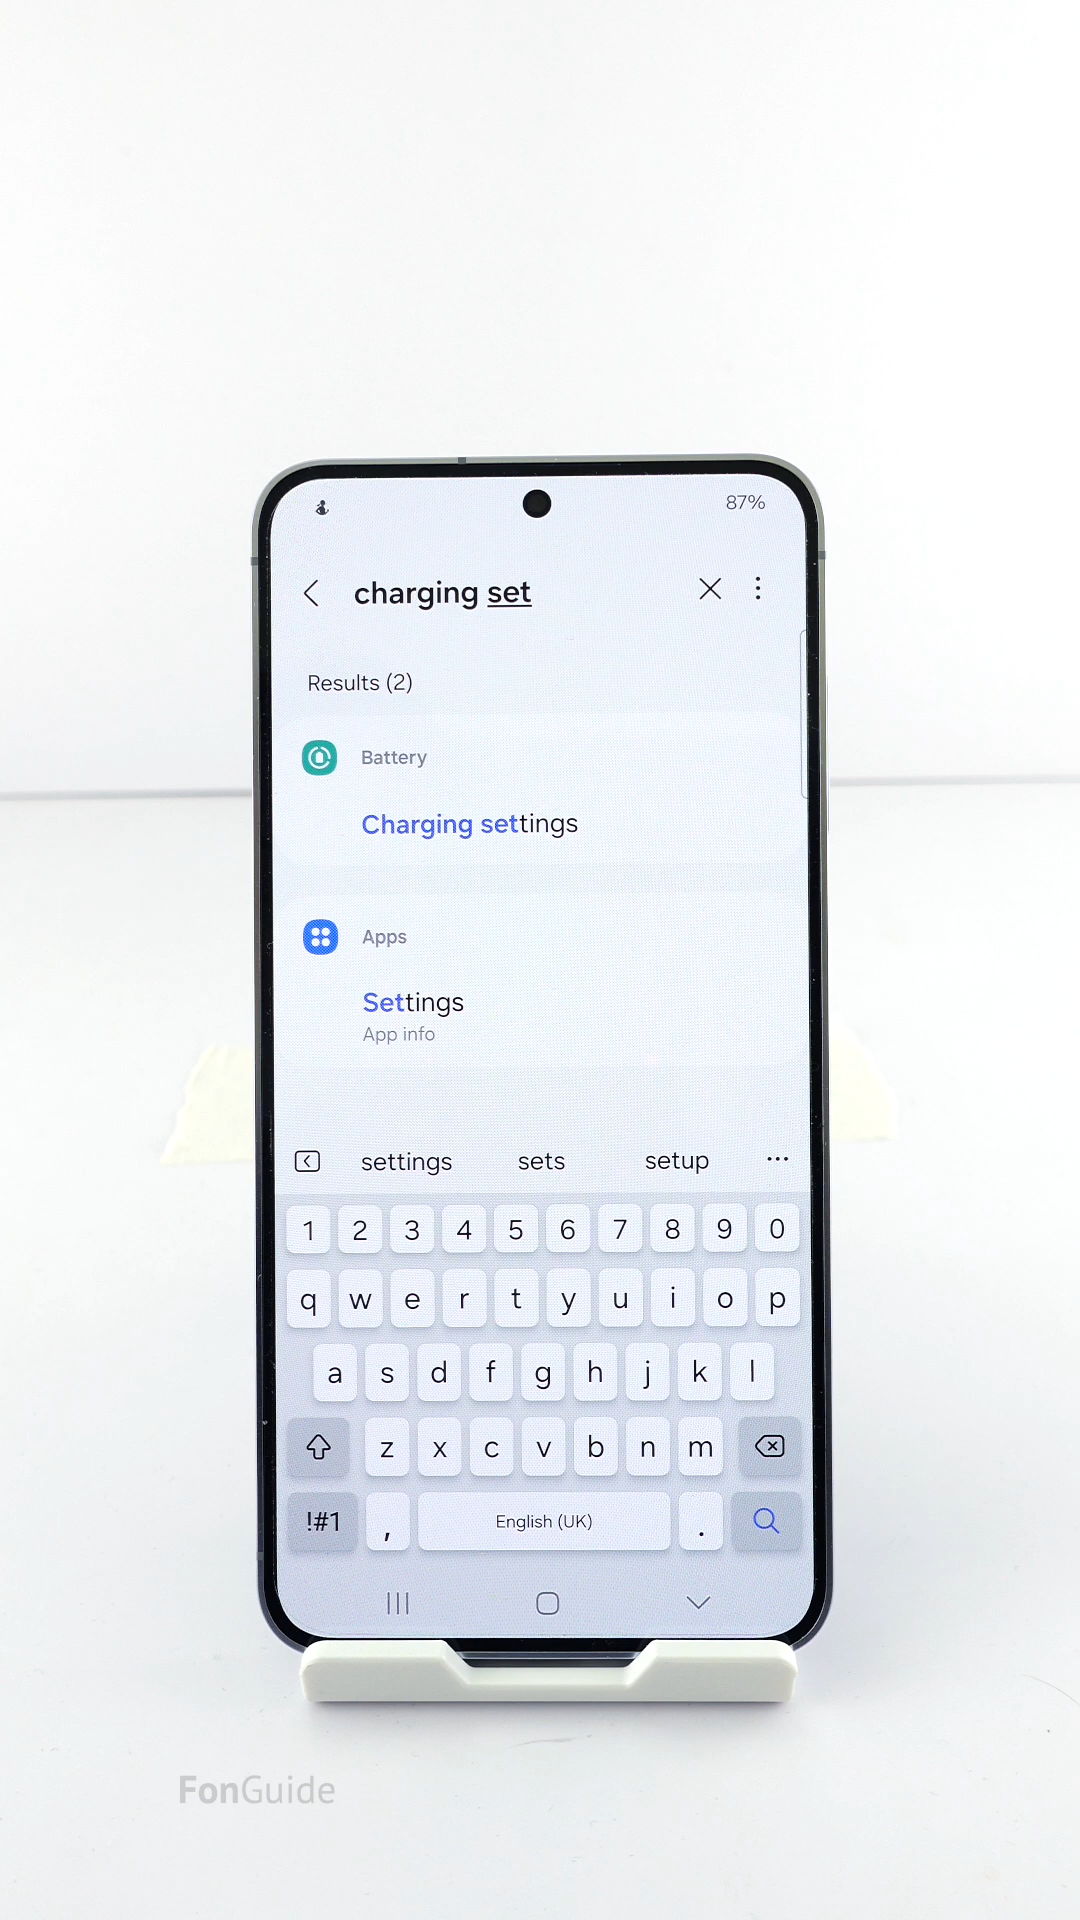 87%
charging set
Results (2)
Battery
Charging settings
Apps
Settings
App info
settings sets setup
1 2 3 4 5 6 7 8 9 0
q w e r t y u i o p
a s d f g h j k l
z x c v b n m
!#1 , English (UK) .
FonGuide